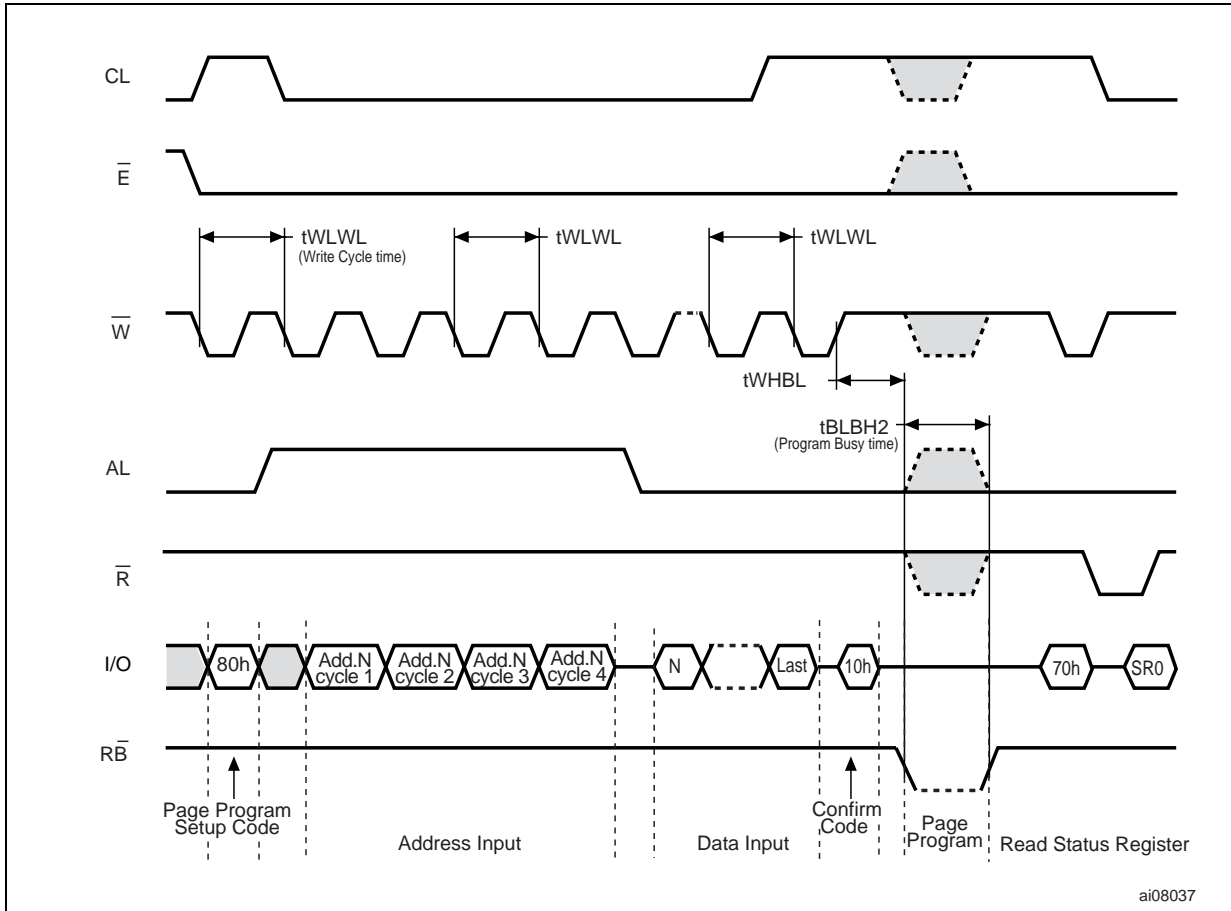 CL
E
tWLWL
(Write Cycle time)
tWLWL
tWLWL
W
tWHBL
tBLBH2
(Program Busy time)
AL
R
I/O
80h
Add.N
cycle 1
Add.N
cycle 2
Add.N
cycle 3
Add.N
cycle 4
N
Last
10h
70h
SR0
RB
Page Program
Setup Code
Address Input
Data Input
Confirm
Code
Page
Program
Read Status Register
ai08037